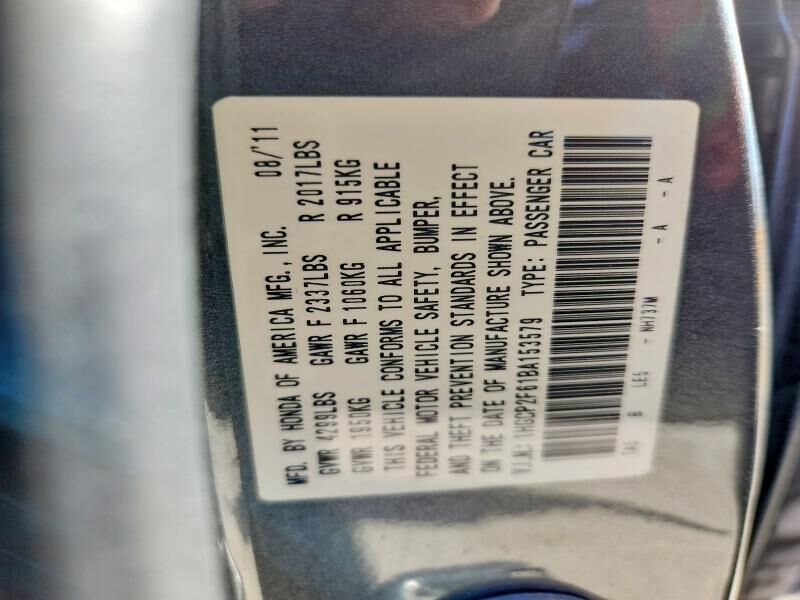 MFD. BY HONDA OF AMERICA MFG., INC. 08/'11
GVWR 4299LBS GAWR F 2337LBS R 2017LBS
GVWR 1950KG GAWR F 1060KG R 915KG
THIS VEHICLE CONFORMS TO ALL APPLICABLE
FEDERAL MOTOR VEHICLE SAFETY, BUMPER,
AND THEFT PREVENTION STANDARDS IN EFFECT
ON THE DATE OF MANUFACTURE SHOWN ABOVE.
V.I.N.: 1HGCP2F61BA153579 TYPE: PASSENGER CAR
TA5 B LE5 - NH737M - A - A